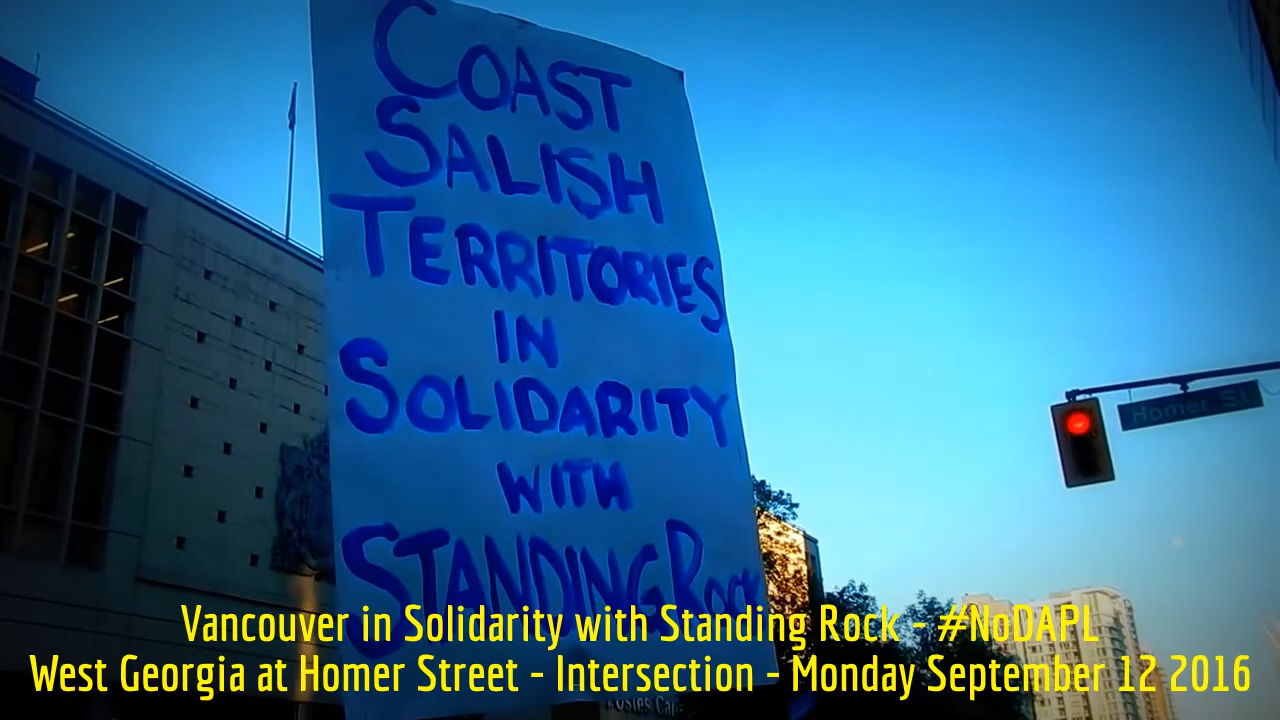 COAST
SALISH
TERRITORIES
IN
SOLIDARITY
WITH
STANDING ROCK
Homer St
Vancouver in Solidarity with Standing Rock - #NoDAPL
West Georgia at Homer Street - Intersection - Monday September 12 2016